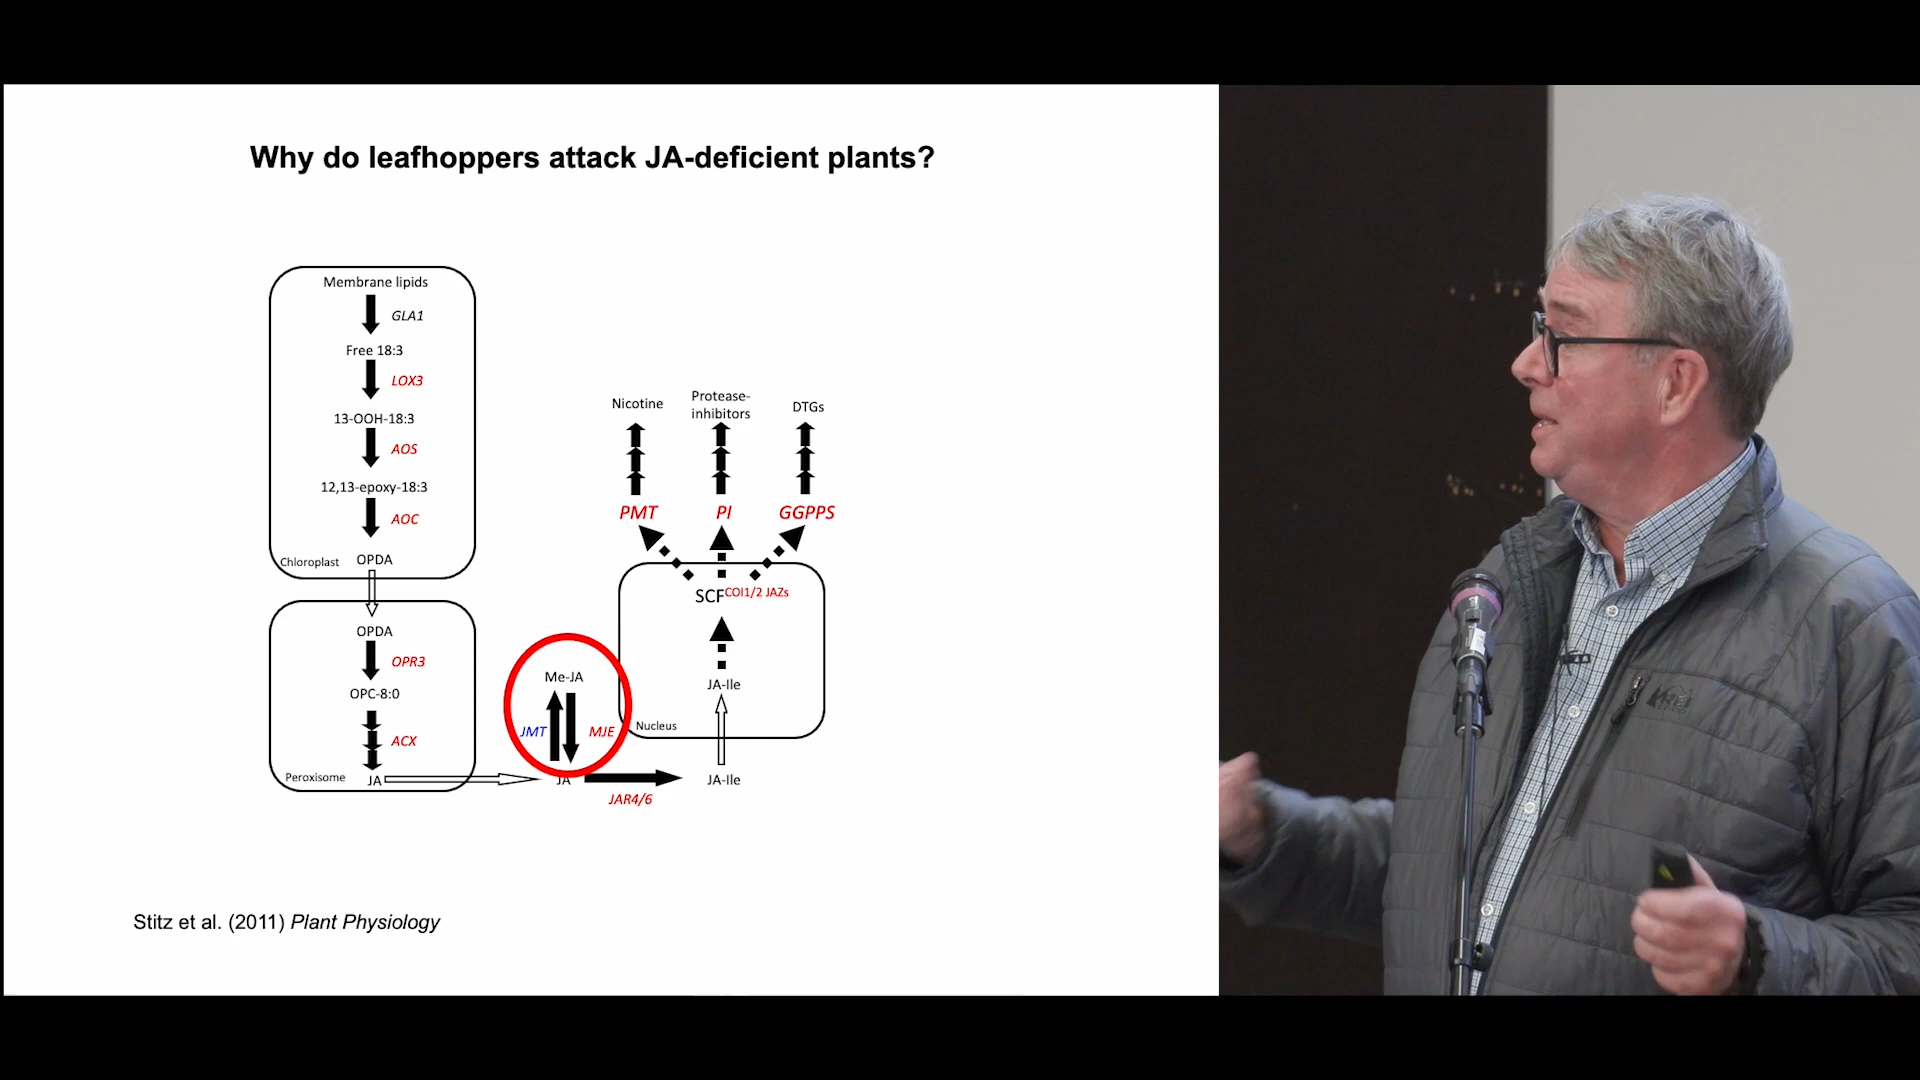 Why do leafhoppers attack JA-deficient plants?
Membrane lipids
GLA1
Free 18:3
LOX3
13-OOH-18:3
AOS
12,13-epoxy-18:3
AOC
Chloroplast
OPDA
OPDA
OPR3
OPC-8:0
ACX
Peroxisome
JA
Me-JA
JMT
MJE
JA
JAR4/6
JA-Ile
Nucleus
JA-Ile
SCFCOI1/2 JAZs
PMT
PI
GGPPS
Nicotine
Protease-
inhibitors
DTGs
Stitz et al. (2011) Plant Physiology
REI